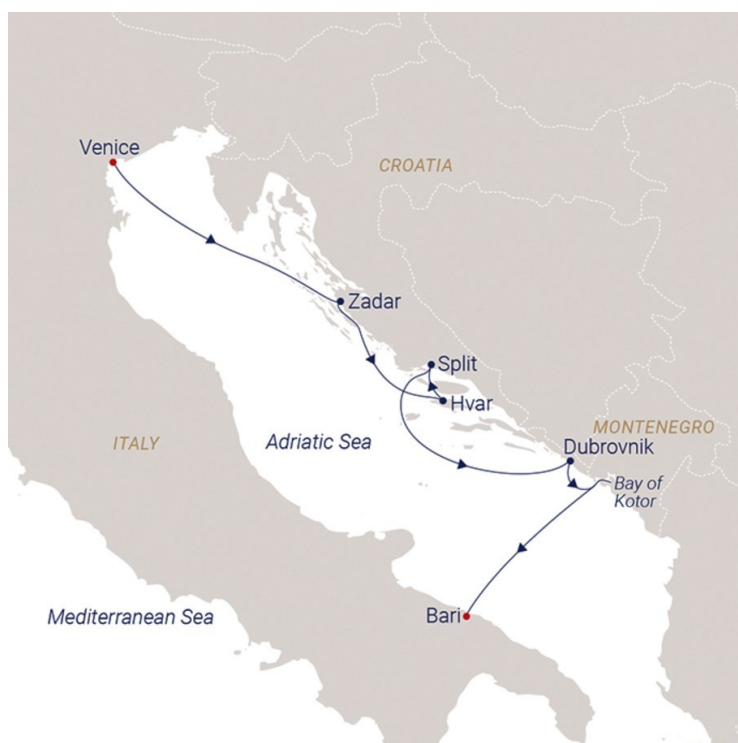 Venice
CROATIA
Zadar
Split
Hvar
MONTENEGRO
ITALY
Adriatic Sea
Dubrovnik
Bay of
Kotor
Mediterranean Sea
Bari